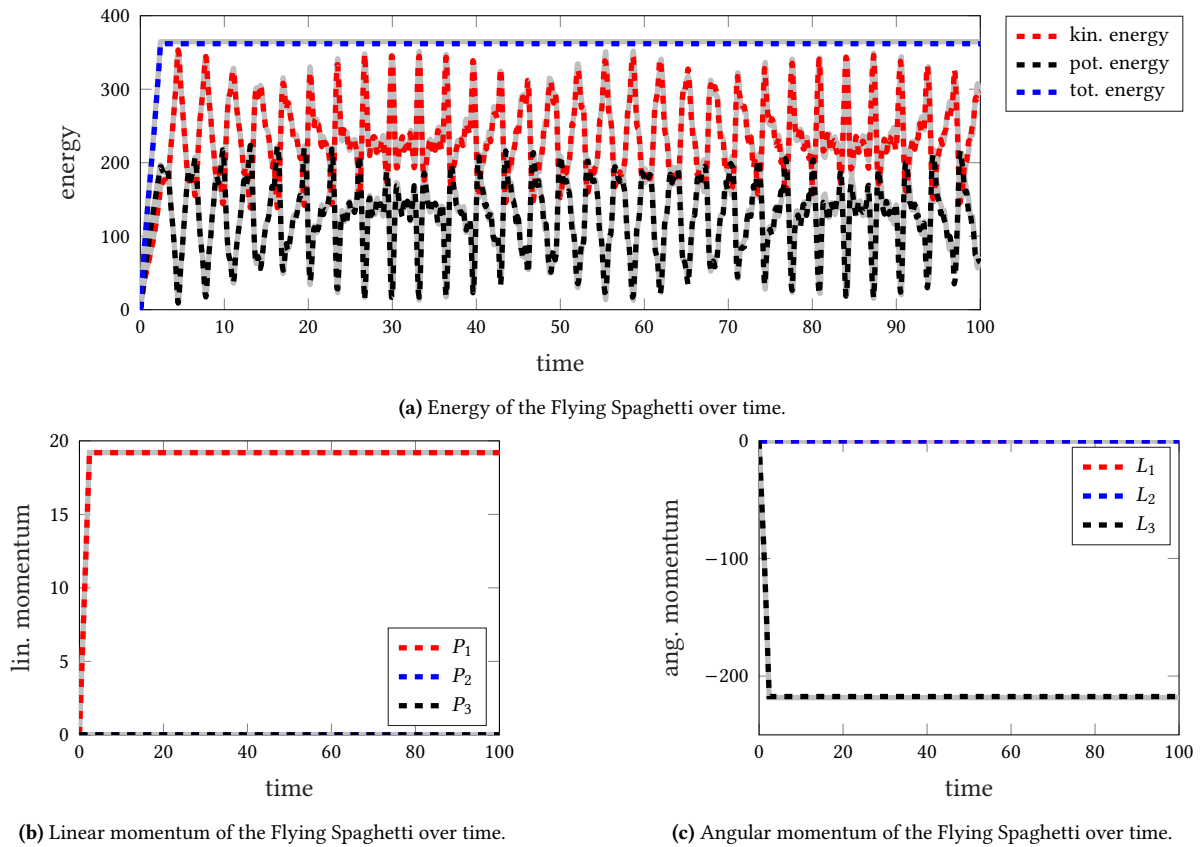 400
300
200
100
0
energy
0 10 20 30 40 50 60 70 80 90 100
time
kin. energy
pot. energy
tot. energy
(a) Energy of the Flying Spaghetti over time.
20
15
10
5
0
lin. momentum
0 20 40 60 80 100
time
P1
P2
P3
(b) Linear momentum of the Flying Spaghetti over time.
0
−100
−200
ang. momentum
0 20 40 60 80 100
time
L1
L2
L3
(c) Angular momentum of the Flying Spaghetti over time.